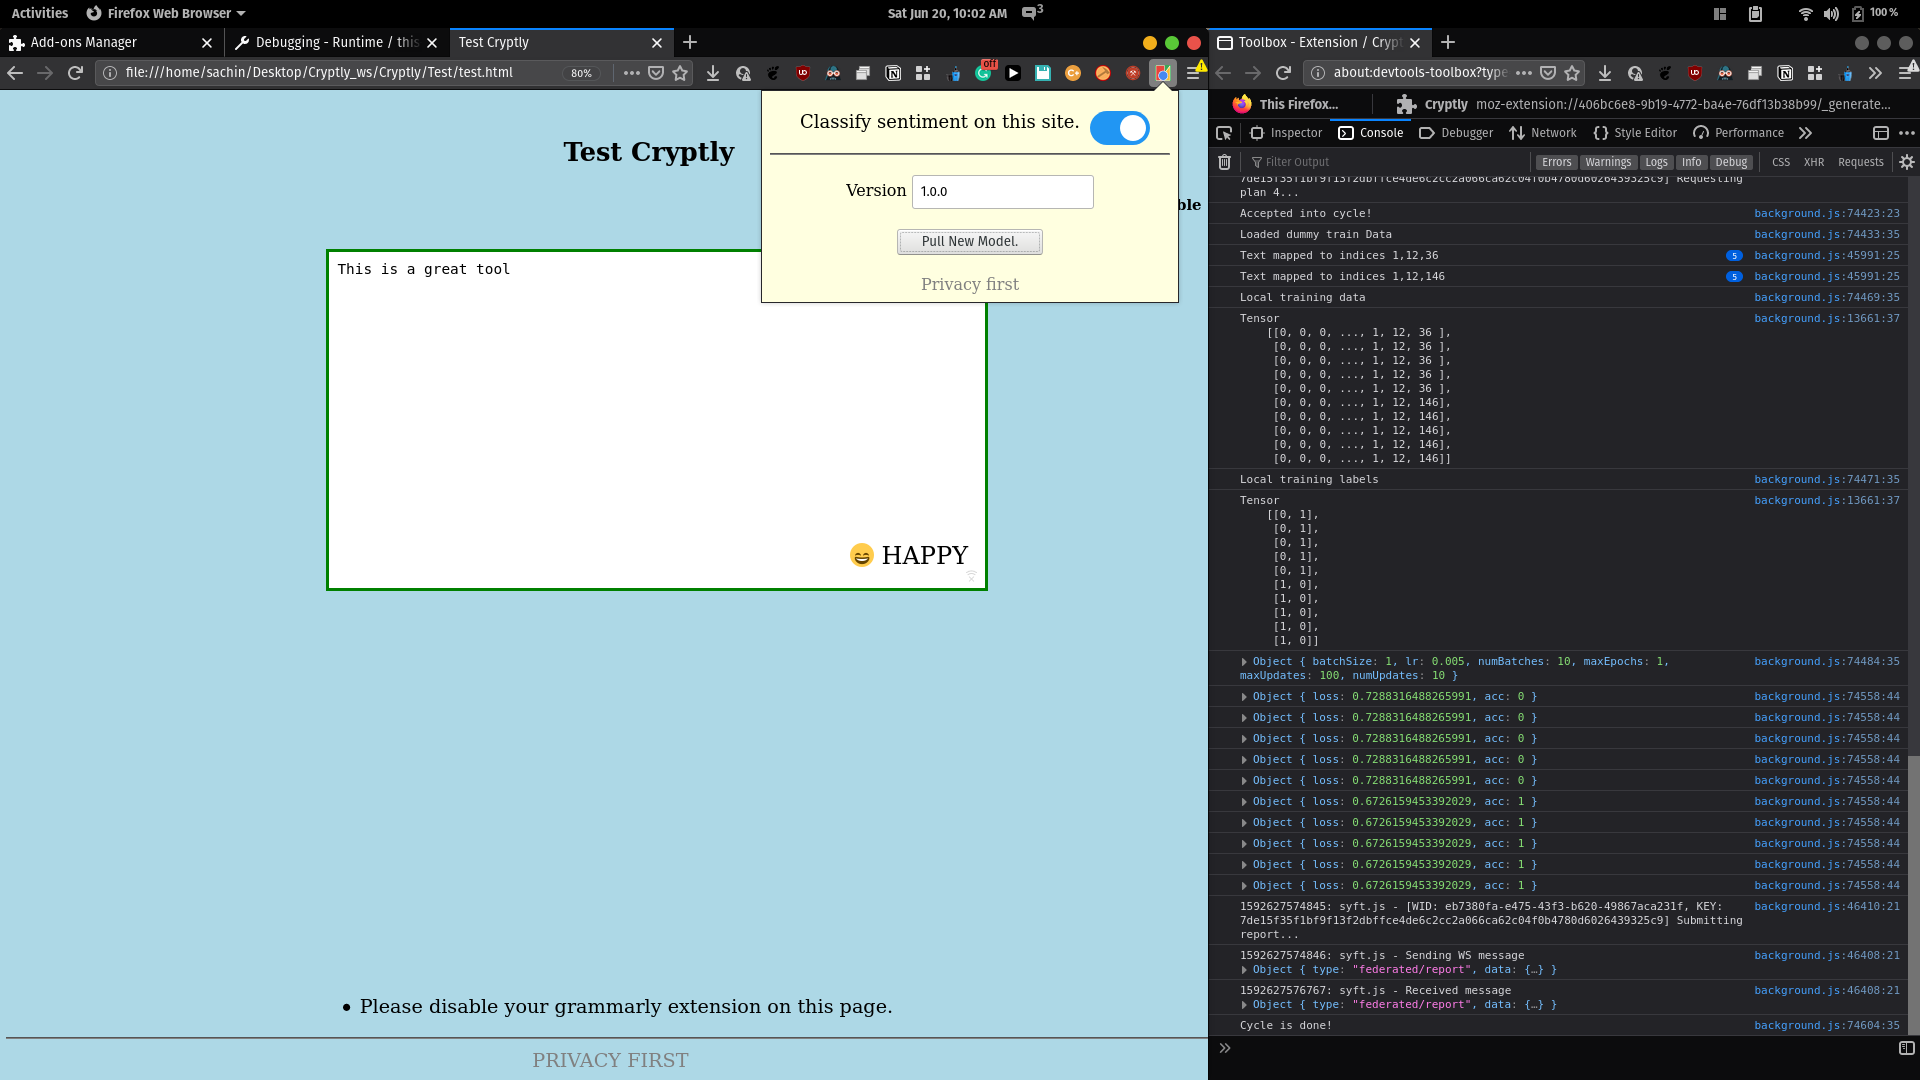 Activities
Firefox Web Browser
Sat Jun 20, 10:02 AM
3
100 %
Add-ons Manager
Debugging - Runtime / this
Test Cryptly
file:///home/sachin/Desktop/Cryptly_ws/Cryptly/Test/test.html
80%
off
Test Cryptly
ble
This is a great tool
HAPPY
Classify sentiment on this site.
Version 1.0.0
Pull New Model.
Privacy first
Please disable your grammarly extension on this page.
PRIVACY FIRST
Toolbox - Extension / Crypt
about:devtools-toolbox?type
This Firefox...
Cryptly moz-extension://406bc6e8-9b19-4772-ba4e-76df13b38b99/_generate...
Inspector Console Debugger Network Style Editor Performance
Filter Output
Errors Warnings Logs Info Debug CSS XHR Requests
7de15f35f1bf9f13f2dbffce4de6c2cc2a066ca62c04f0b4780d6026439325c9] Requesting
plan 4...
Accepted into cycle! background.js:74423:23
Loaded dummy train Data background.js:74433:35
Text mapped to indices 1,12,36 5 background.js:45991:25
Text mapped to indices 1,12,146 5 background.js:45991:25
Local training data background.js:74469:35
Tensor background.js:13661:37
[[0, 0, 0, ..., 1, 12, 36 ],
[0, 0, 0, ..., 1, 12, 36 ],
[0, 0, 0, ..., 1, 12, 36 ],
[0, 0, 0, ..., 1, 12, 36 ],
[0, 0, 0, ..., 1, 12, 36 ],
[0, 0, 0, ..., 1, 12, 146],
[0, 0, 0, ..., 1, 12, 146],
[0, 0, 0, ..., 1, 12, 146],
[0, 0, 0, ..., 1, 12, 146],
[0, 0, 0, ..., 1, 12, 146]]
Local training labels background.js:74471:35
Tensor background.js:13661:37
[[0, 1],
[0, 1],
[0, 1],
[0, 1],
[0, 1],
[1, 0],
[1, 0],
[1, 0],
[1, 0],
[1, 0]]
Object { batchSize: 1, lr: 0.005, numBatches: 10, maxEpochs: 1, background.js:74484:35
maxUpdates: 100, numUpdates: 10 }
Object { loss: 0.7288316488265991, acc: 0 } background.js:74558:44
Object { loss: 0.7288316488265991, acc: 0 } background.js:74558:44
Object { loss: 0.7288316488265991, acc: 0 } background.js:74558:44
Object { loss: 0.7288316488265991, acc: 0 } background.js:74558:44
Object { loss: 0.7288316488265991, acc: 0 } background.js:74558:44
Object { loss: 0.6726159453392029, acc: 1 } background.js:74558:44
Object { loss: 0.6726159453392029, acc: 1 } background.js:74558:44
Object { loss: 0.6726159453392029, acc: 1 } background.js:74558:44
Object { loss: 0.6726159453392029, acc: 1 } background.js:74558:44
Object { loss: 0.6726159453392029, acc: 1 } background.js:74558:44
1592627574845: syft.js - [WID: eb7380fa-e475-43f3-b620-49867aca231f, KEY: background.js:46410:21
7de15f35f1bf9f13f2dbffce4de6c2cc2a066ca62c04f0b4780d6026439325c9] Submitting
report...
1592627574846: syft.js - Sending WS message background.js:46408:21
Object { type: "federated/report", data: {…} }
1592627576767: syft.js - Received message background.js:46408:21
Object { type: "federated/report", data: {…} }
Cycle is done! background.js:74604:35